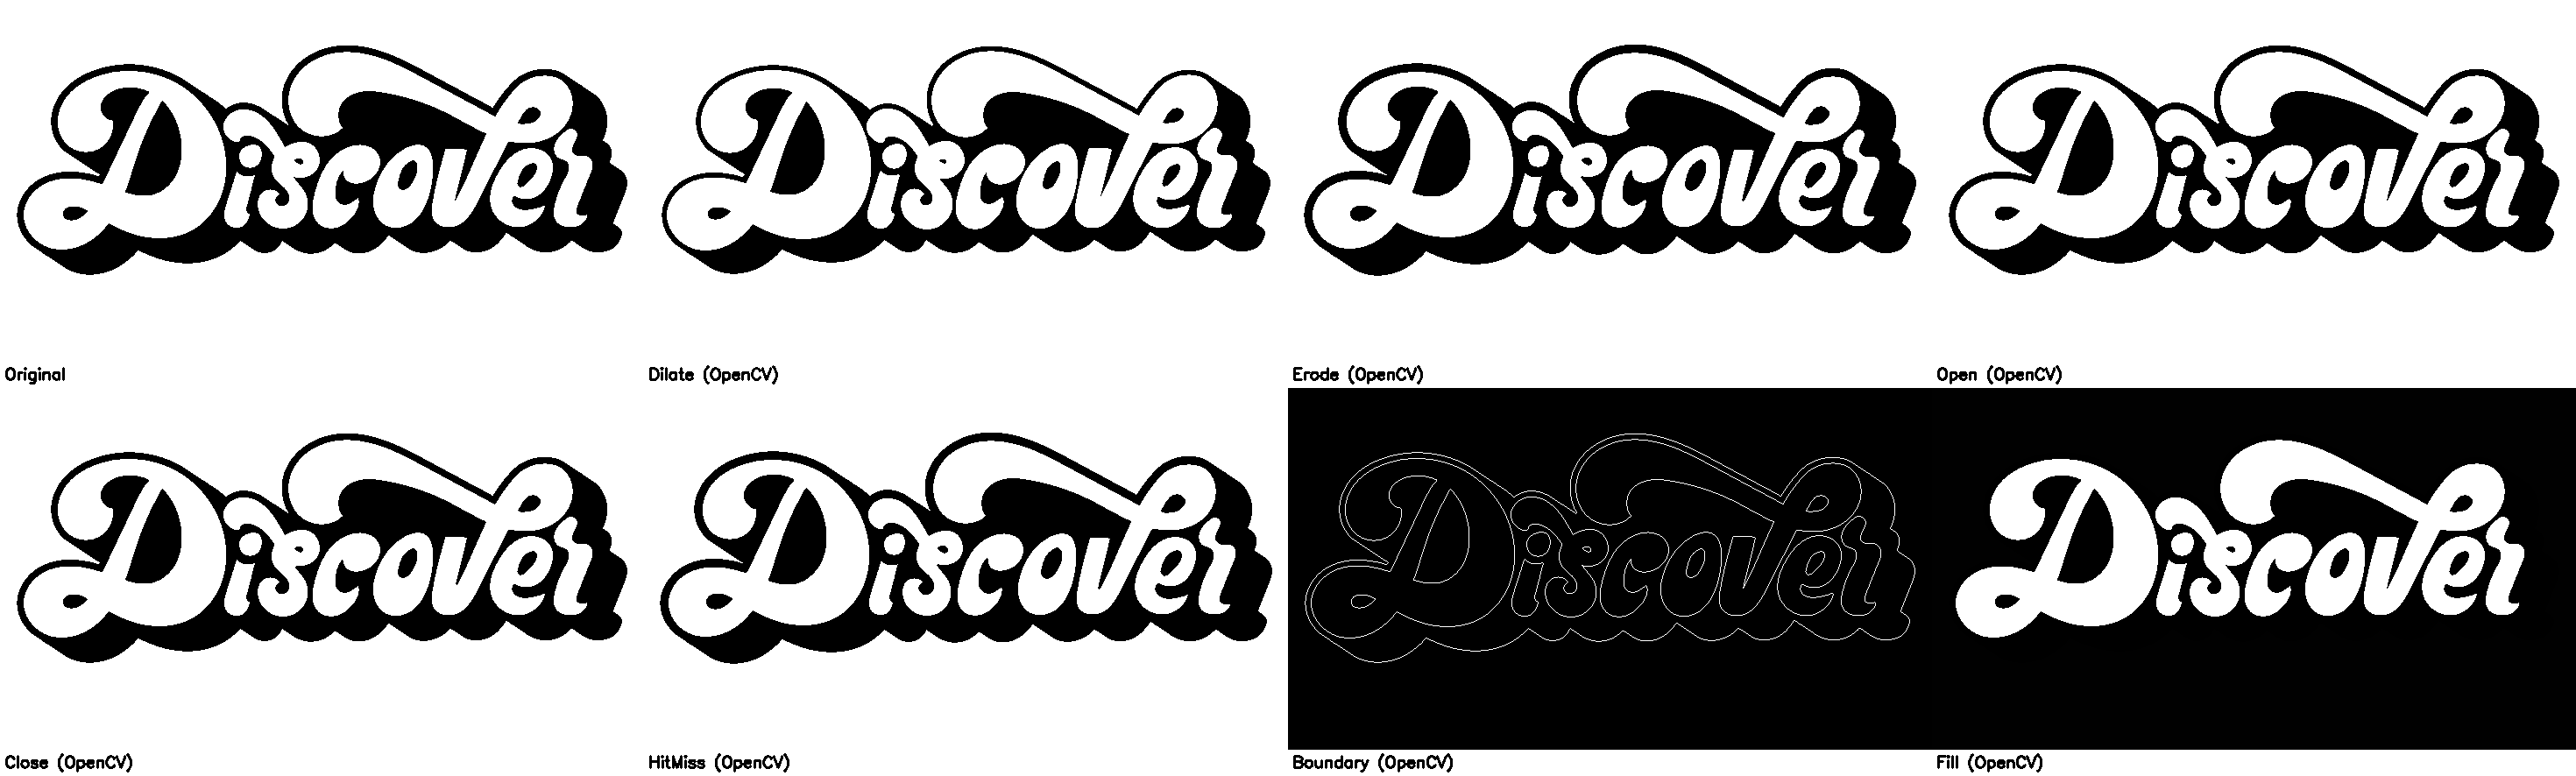 Discover Discover Discover Discover
Original Dilate (OpenCV) Erode (OpenCV) Open (OpenCV)
Discover Discover Discover Discover
Close (OpenCV) HitMiss (OpenCV) Boundary (OpenCV) Fill (OpenCV)